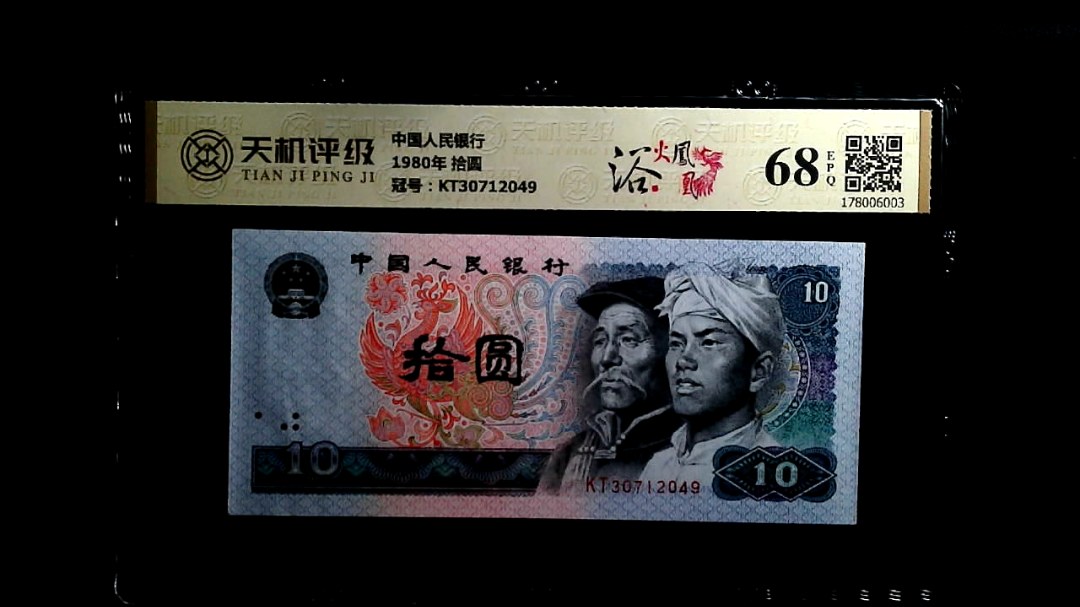 天机评级
TIAN JI PING JI
中国人民银行
1980年 拾圆
冠号：KT30712049
浴火鳳凰
68
EPQ
178006003
中国人民银行
10
拾圆
10
KT30712049
10